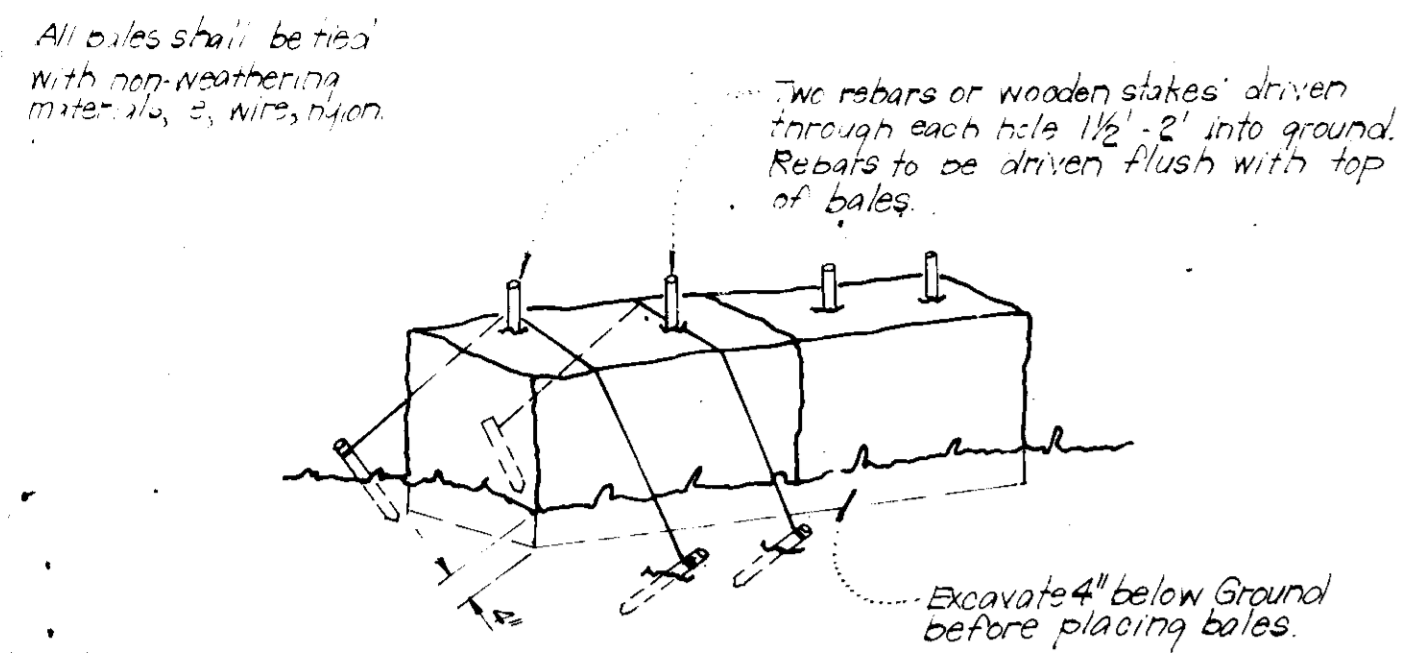 All bales shall be tied
with non-weathering
materials, e, wire, nylon.
Two rebars or wooden stakes driven
through each hole 1½' - 2' into ground.
Rebars to be driven flush with top
of bales.
4"
Excavate 4" below Ground
before placing bales.